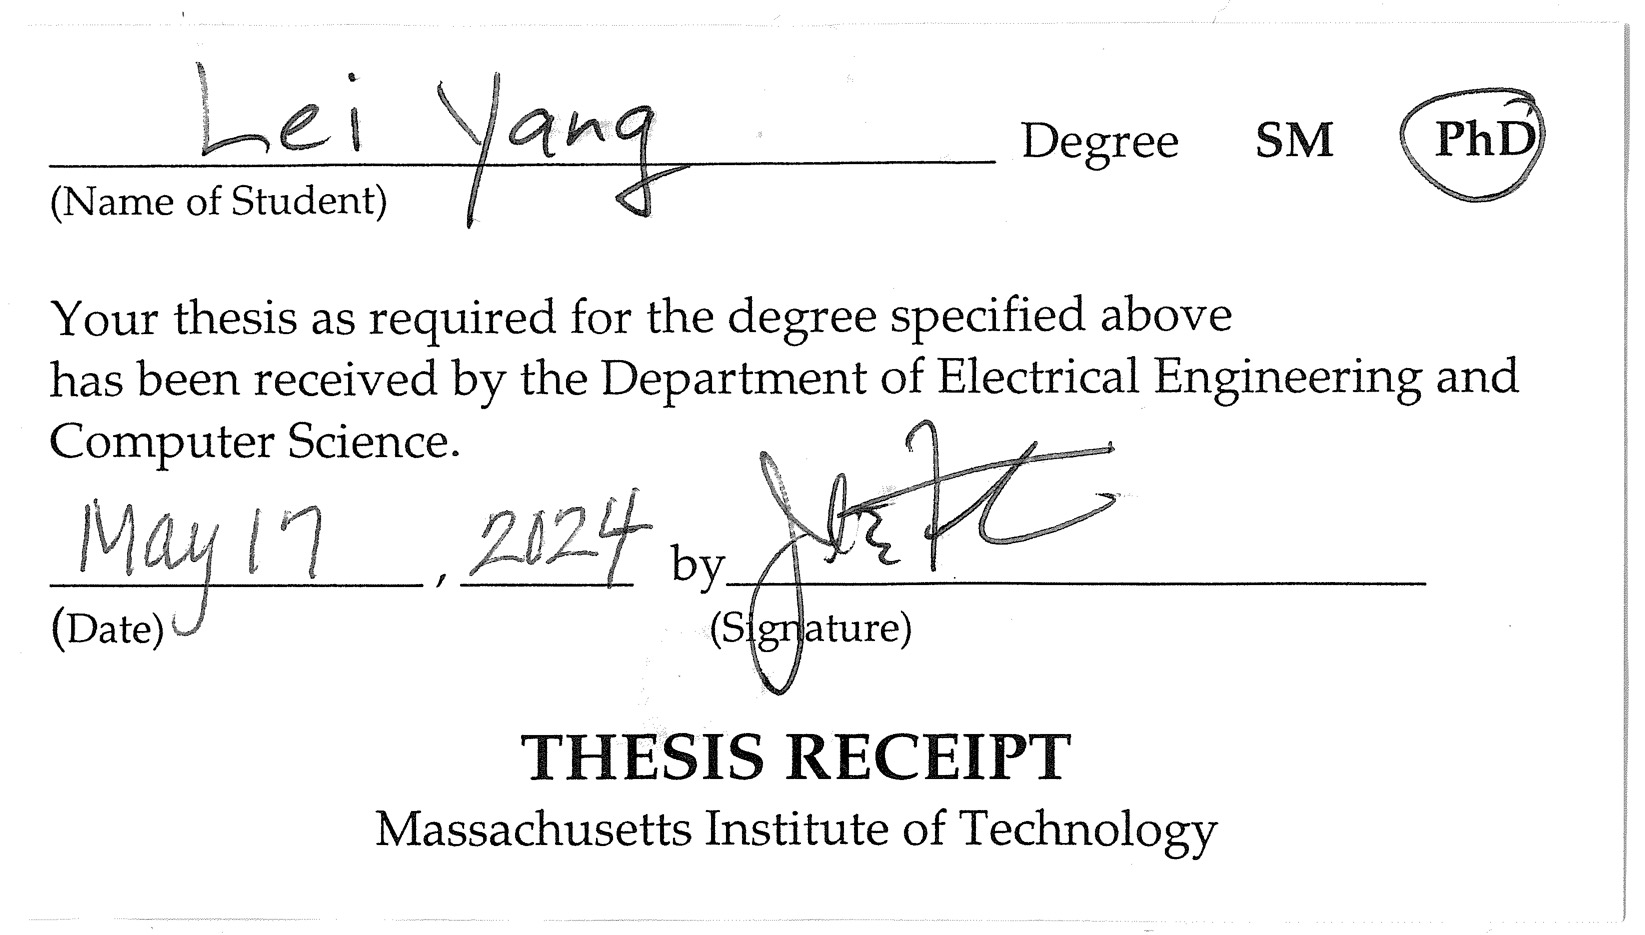 Lei Yang Degree SM PhD
(Name of Student)
Your thesis as required for the degree specified above
has been received by the Department of Electrical Engineering and
Computer Science.
May 17, 2024 by
(Date) (Signature)
THESIS RECEIPT
Massachusetts Institute of Technology